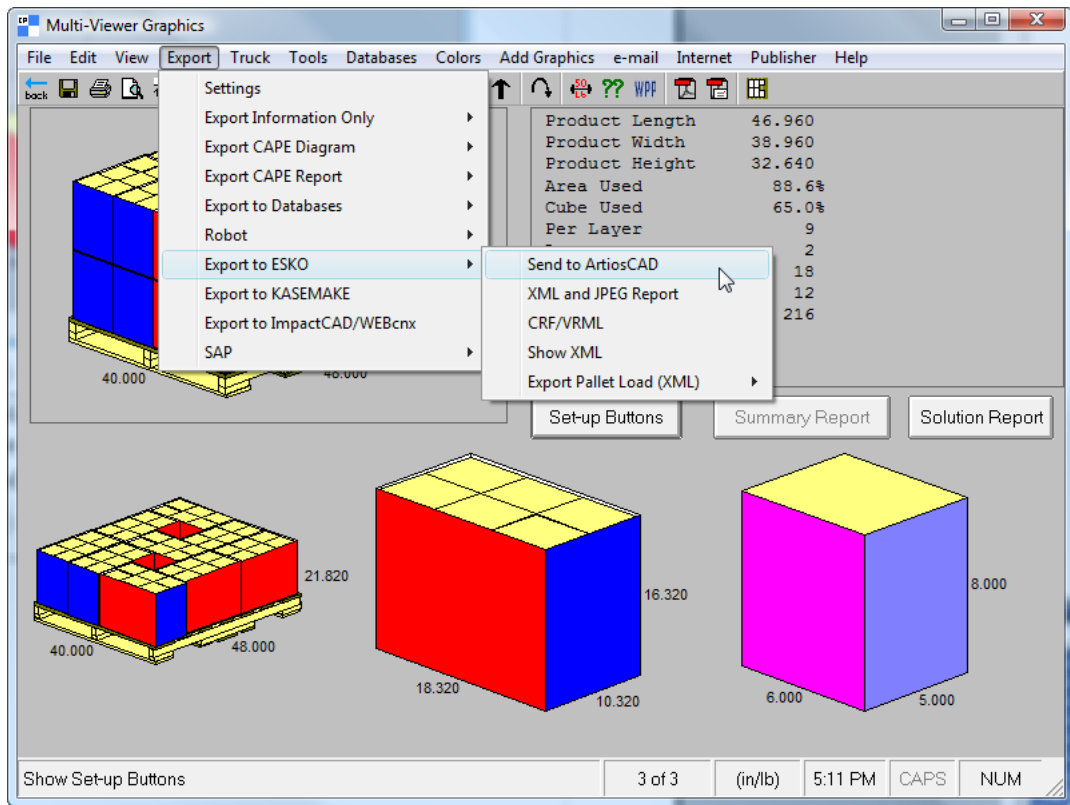 CP Multi-Viewer Graphics
File Edit View Export Truck Tools Databases Colors Add Graphics e-mail Internet Publisher Help
back 50 LB ?? WPF
Settings
Export Information Only
Export CAPE Diagram
Export CAPE Report
Export to Databases
Robot
Export to ESKO
Export to KASEMAKE
Export to ImpactCAD/WEBcnx
SAP
Send to ArtiosCAD
XML and JPEG Report
CRF/VRML
Show XML
Export Pallet Load (XML)
Product Length 46.960
Product Width 38.960
Product Height 32.640
Area Used 88.6%
Cube Used 65.0%
Per Layer 9
2
18
12
216
40.000 48.000
Set-up Buttons Summary Report Solution Report
21.820
40.000 48.000
16.320
18.320 10.320
8.000
6.000 5.000
Show Set-up Buttons 3 of 3 (in/lb) 5:11 PM CAPS NUM